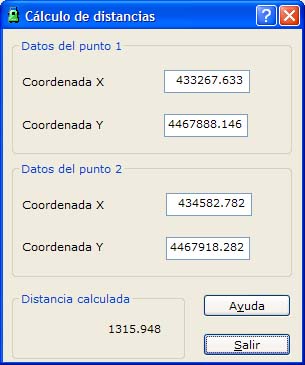 Cálculo de distancias
Datos del punto 1
Coordenada X 433267.633
Coordenada Y 4467888.146
Datos del punto 2
Coordenada X 434582.782
Coordenada Y 4467918.282
Distancia calculada
1315.948
Ayuda
Salir